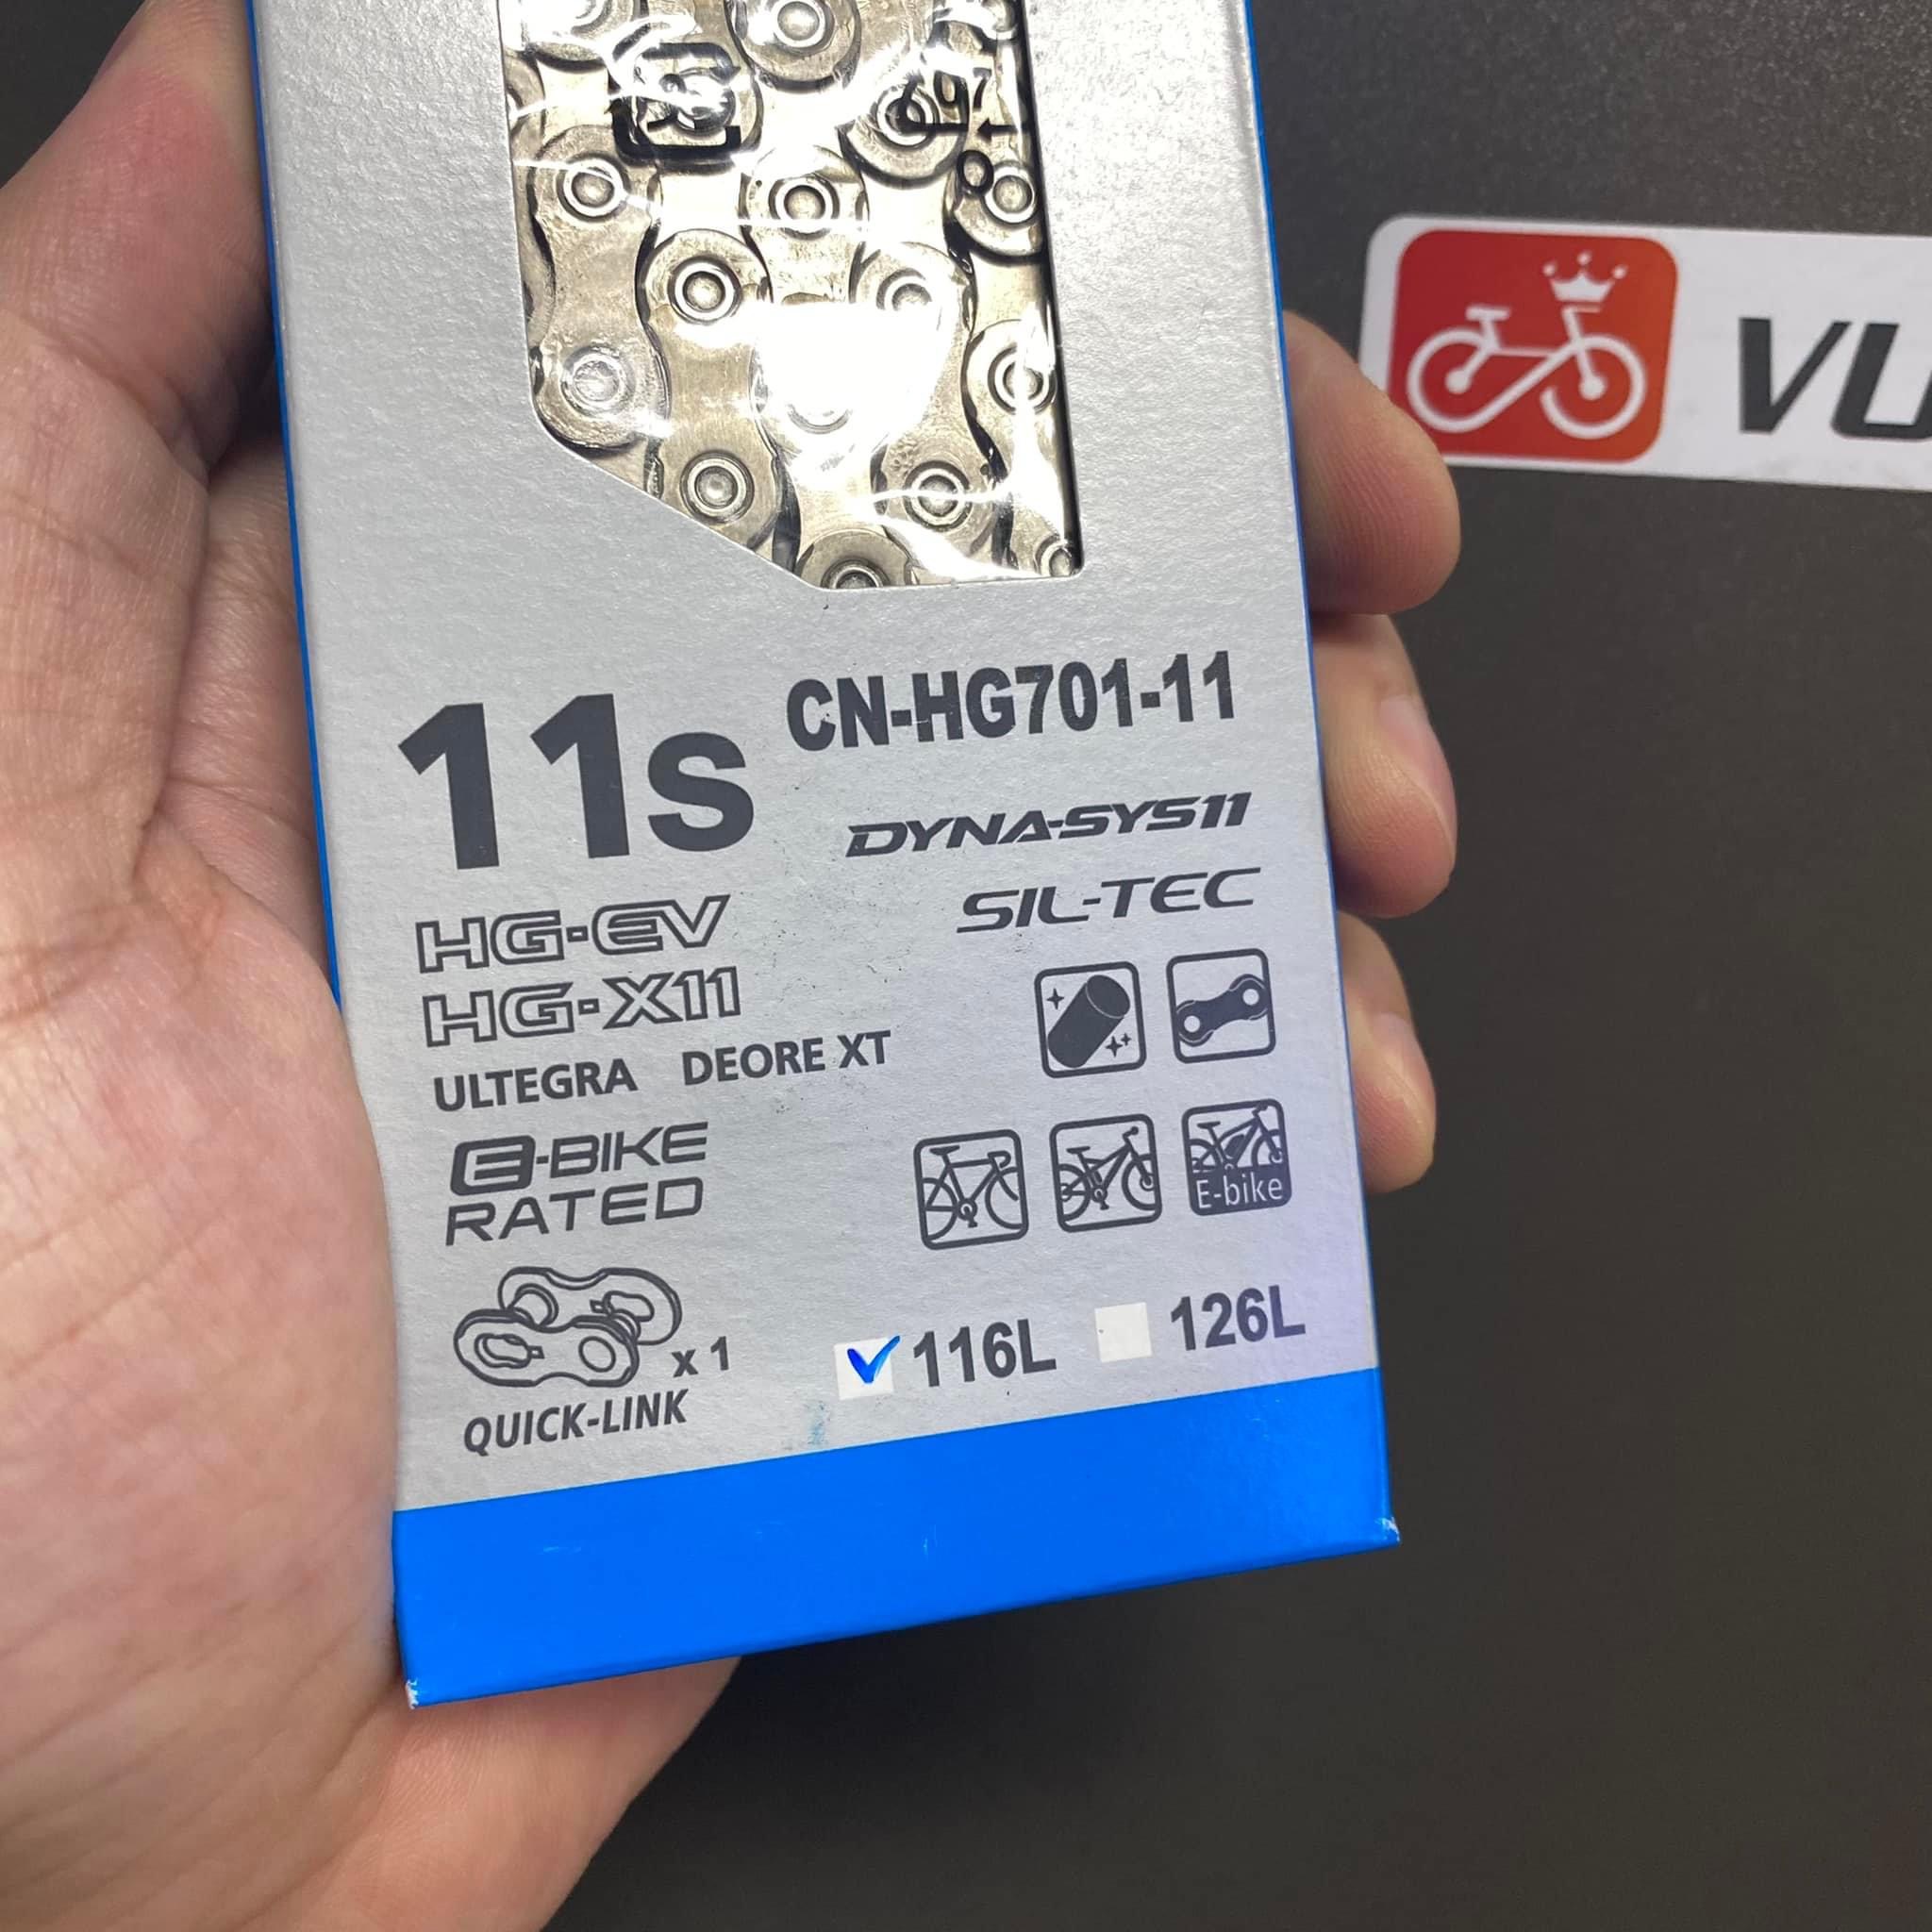 VU
11s CN-HG701-11
DYNA-SYS11
HG-EV
SIL-TEC
HG-X11
ULTEGRA DEORE XT
E-BIKE
RATED
E-bike
x 1
QUICK-LINK
116L 126L